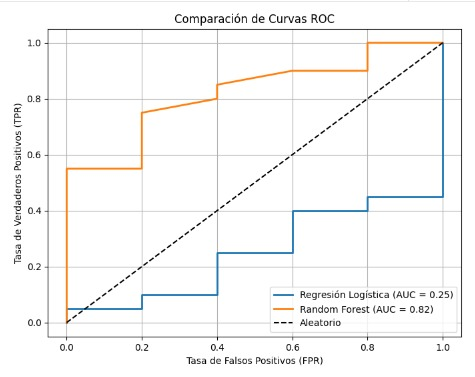 Comparación de Curvas ROC
Tasa de Verdaderos Positivos (TPR)
1.0
0.8
0.6
0.4
0.2
0.0
Regresión Logística (AUC = 0.25)
Random Forest (AUC = 0.82)
Aleatorio
0.0 0.2 0.4 0.6 0.8 1.0
Tasa de Falsos Positivos (FPR)